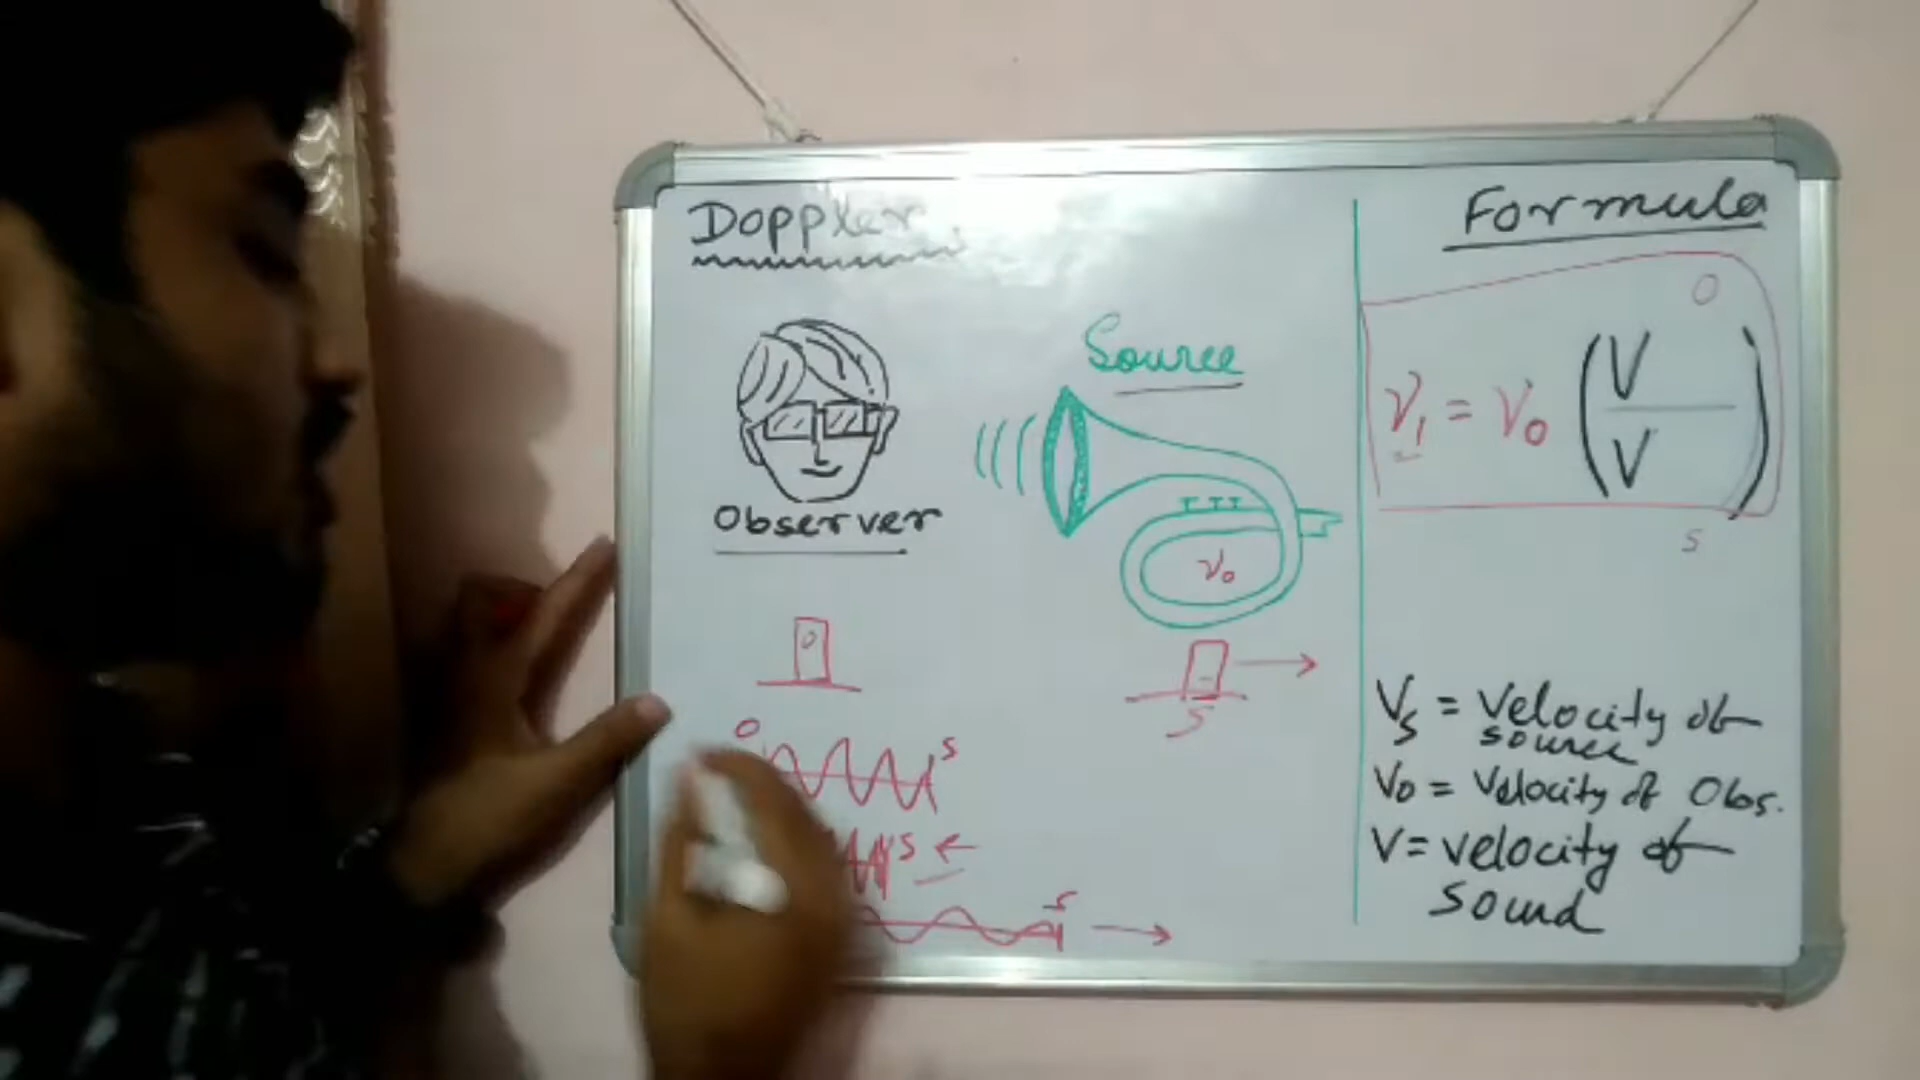 Doppler
Formula
Source
Observer
O
ν₁ = ν₀ (V
V)
S
ν₀
O
S
O
S
S ←
S
Vs = Velocity of
source
Vo = Velocity of Obs.
V = velocity of
sound